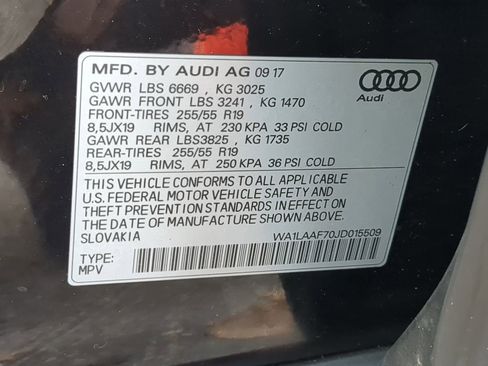 MFD. BY AUDI AG 09 17
GVWR LBS 6669 , KG 3025
GAWR FRONT LBS 3241 , KG 1470
FRONT-TIRES 255/55 R19
8,5JX19 RIMS, AT 230 KPA 33 PSI COLD
GAWR REAR LBS3825 , KG 1735
REAR-TIRES 255/55 R19
8,5JX19 RIMS, AT 250 KPA 36 PSI COLD
Audi
THIS VEHICLE CONFORMS TO ALL APPLICABLE
U.S. FEDERAL MOTOR VEHICLE SAFETY AND
THEFT PREVENTION STANDARDS IN EFFECT ON
THE DATE OF MANUFACTURE SHOWN ABOVE.
SLOVAKIA WA1LAAF70JD015509
TYPE:
MPV